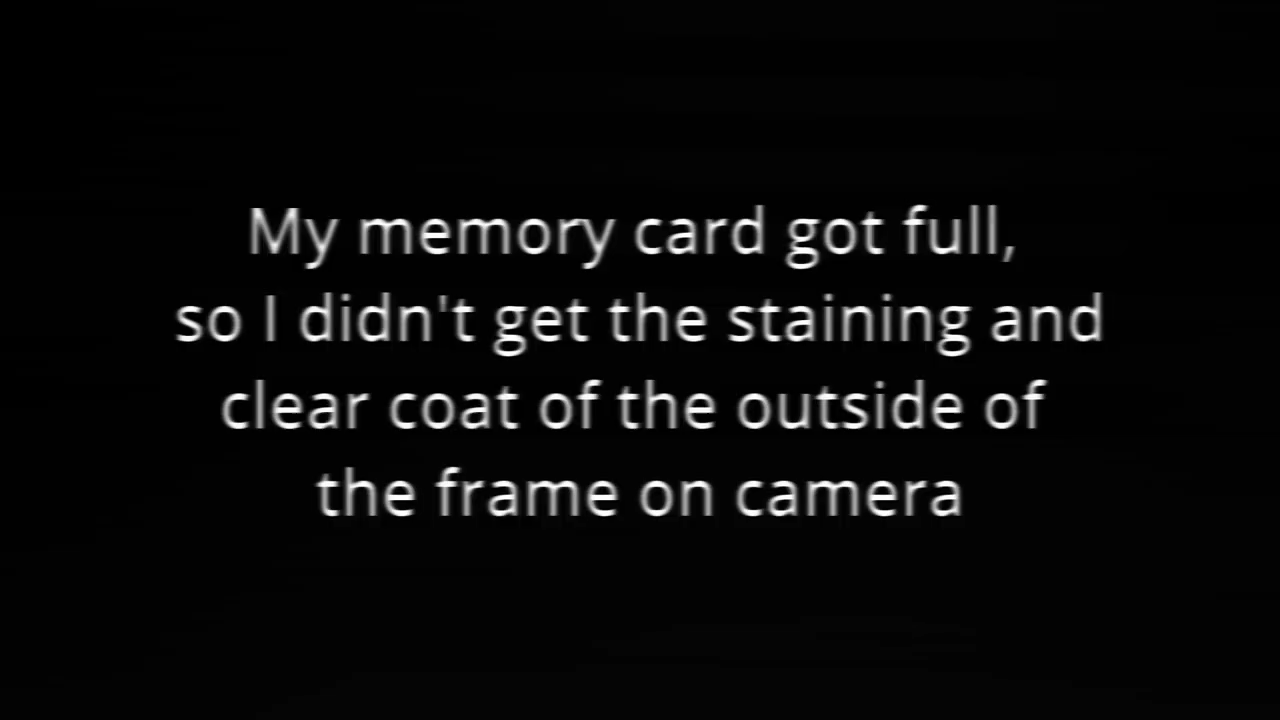 My memory card got full,
so I didn't get the staining and
clear coat of the outside of
the frame on camera